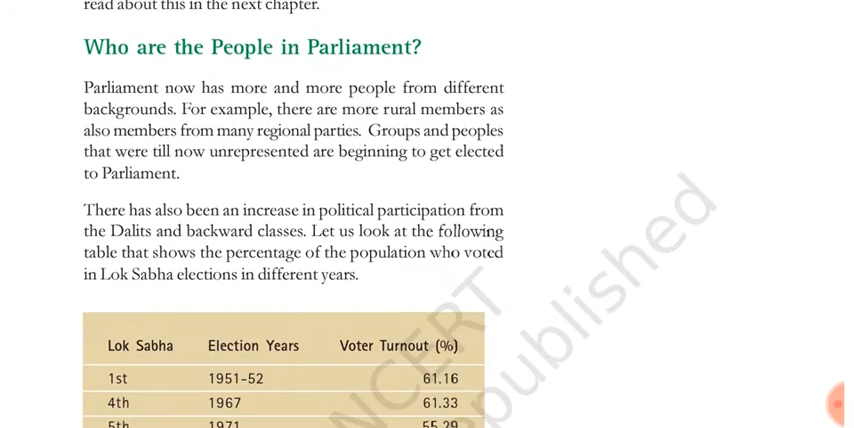 read about this in the next chapter.
Who are the People in Parliament?
Parliament now has more and more people from different
backgrounds. For example, there are more rural members as
also members from many regional parties. Groups and peoples
that were till now unrepresented are beginning to get elected
to Parliament.
There has also been an increase in political participation from
the Dalits and backward classes. Let us look at the following
table that shows the percentage of the population who voted
in Lok Sabha elections in different years.
Lok Sabha Election Years Voter Turnout (%)
1st 1951-52 61.16
4th 1967 61.33
5th 1971 55.29
NCERT
republished